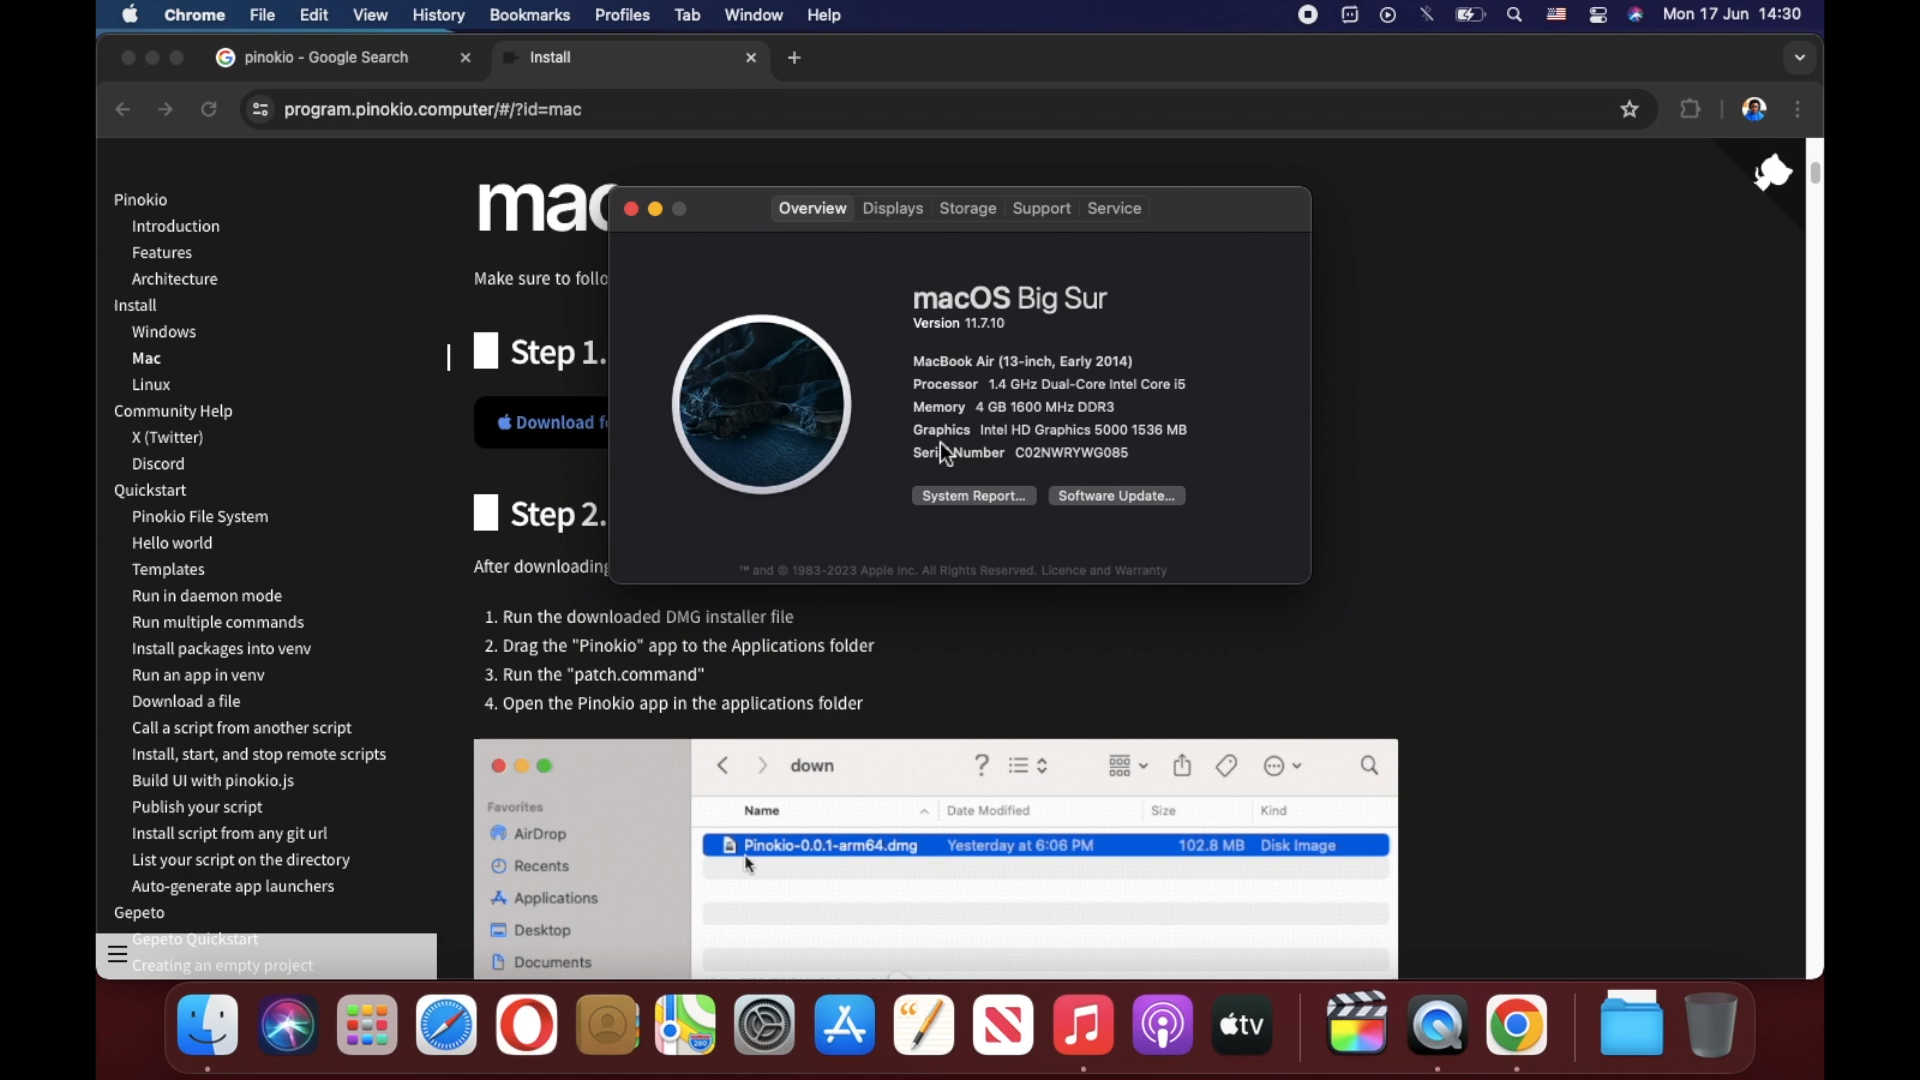 Chrome File Edit View History Bookmarks Profiles Tab Window Help Mon 17 Jun 14:30
pinokio - Google Search Install
program.pinokio.computer/#/?id=mac
Pinokio
Introduction
Features
Architecture
Install
Windows
Mac
Linux
Community Help
X (Twitter)
Discord
Quickstart
Pinokio File System
Hello world
Templates
Run in daemon mode
Run multiple commands
Install packages into venv
Run an app in venv
Download a file
Call a script from another script
Install, start, and stop remote scripts
Build UI with pinokio.js
Publish your script
Install script from any git url
List your script on the directory
Auto-generate app launchers
Gepeto
Gepeto Quickstart
Creating an empty project
mac
Make sure to follo
Step 1.
Download fo
Step 2.
After downloading
1. Run the downloaded DMG installer file
2. Drag the "Pinokio" app to the Applications folder
3. Run the "patch.command"
4. Open the Pinokio app in the applications folder
Overview Displays Storage Support Service
macOS Big Sur
Version 11.7.10
MacBook Air (13-inch, Early 2014)
Processor 1.4 GHz Dual-Core Intel Core i5
Memory 4 GB 1600 MHz DDR3
Graphics Intel HD Graphics 5000 1536 MB
Seri Number C02NWRYWG085
System Report... Software Update...
™ and © 1983-2023 Apple Inc. All Rights Reserved. Licence and Warranty
down
Favorites
AirDrop
Recents
Applications
Desktop
Documents
Name Date Modified Size Kind
Pinokio-0.0.1-arm64.dmg Yesterday at 6:06 PM 102.8 MB Disk Image
tv